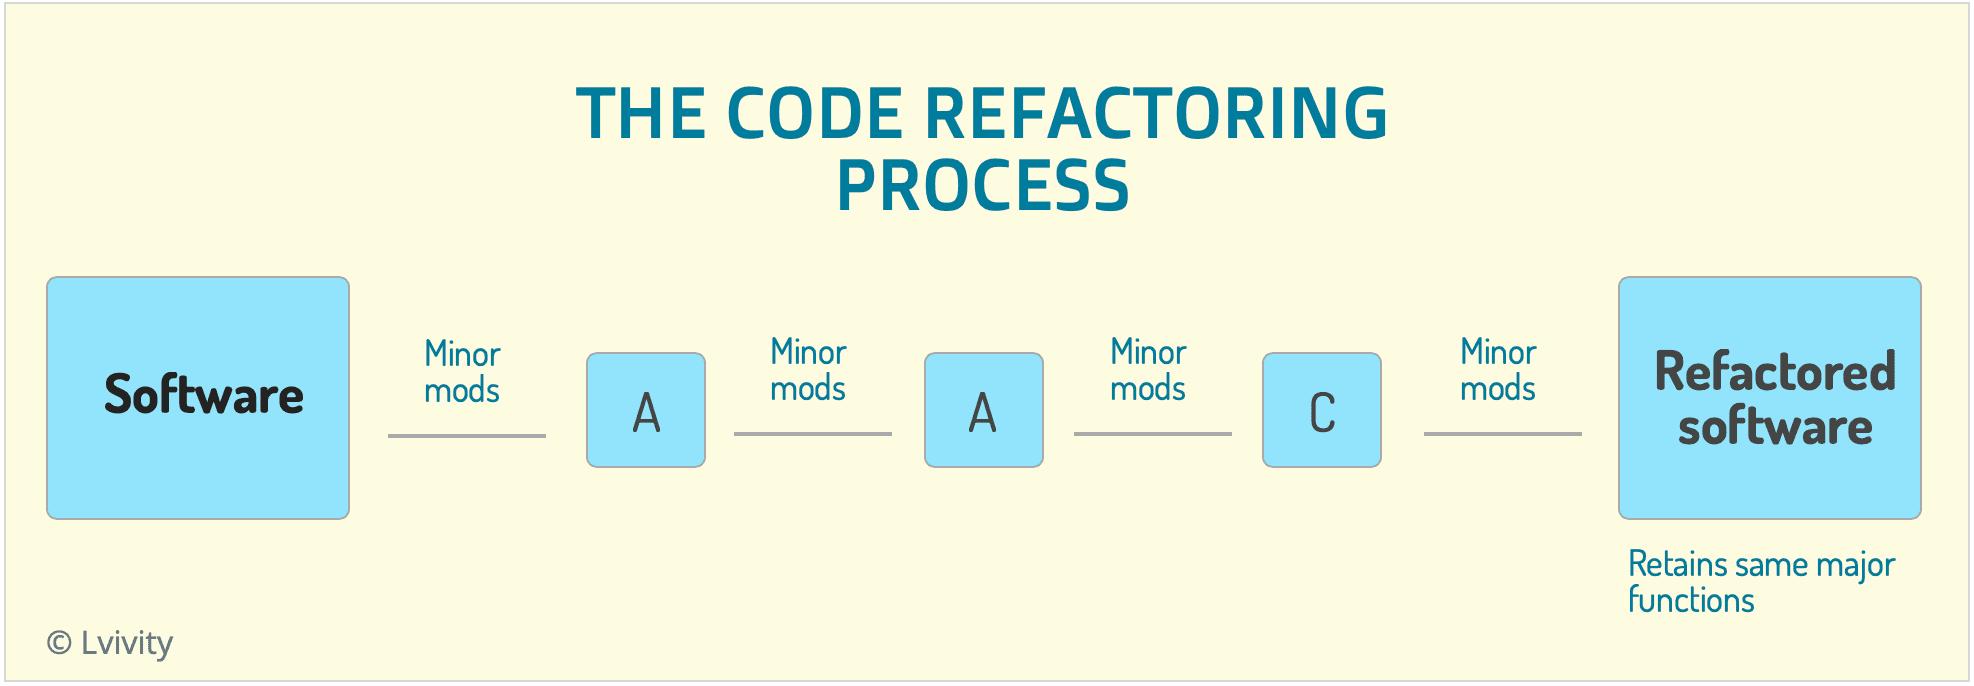 THE CODE REFACTORING
PROCESS
Software
Minor
mods
A
Minor
mods
A
Minor
mods
C
Minor
mods
Refactored
software
Retains same major
functions
© Lvivity